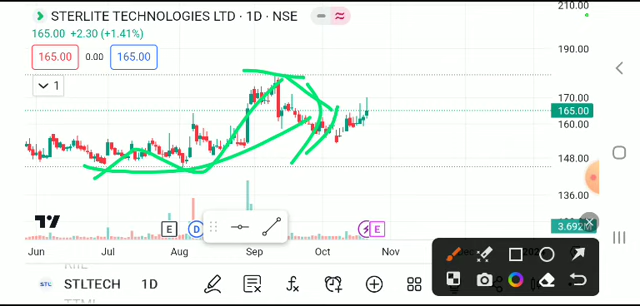 STERLITE TECHNOLOGIES LTD · 1D · NSE
210.00
165.00 +2.30 (+1.41%)
165.00 0.00 165.00
190.00
1
170.00
165.00
160.00
148.00
136.00
E D E
3.692
Jun Jul Aug Sep Oct Nov
STLTECH 1D